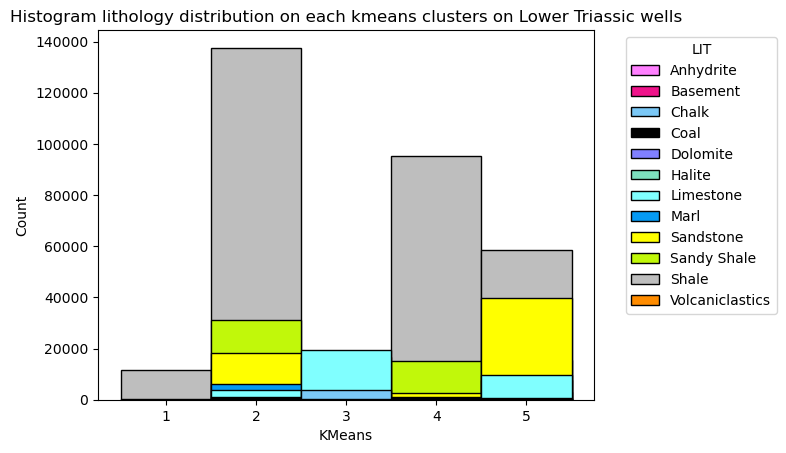 Histogram lithology distribution on each kmeans clusters on Lower Triassic wells
140000
120000
100000
80000
60000
40000
20000
0
Count
1 2 3 4 5
KMeans
LIT
Anhydrite
Basement
Chalk
Coal
Dolomite
Halite
Limestone
Marl
Sandstone
Sandy Shale
Shale
Volcaniclastics